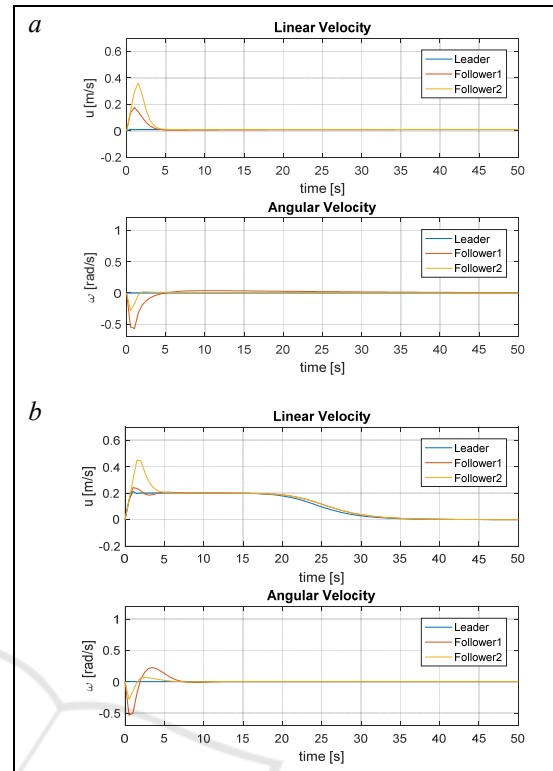 a
Linear Velocity
u [m/s]
0.6
0.4
0.2
0
-0.2
Leader
Follower1
Follower2
0 5 10 15 20 25 30 35 40 45 50
time [s]
Angular Velocity
ω [rad/s]
1
0.5
0
-0.5
Leader
Follower1
Follower2
0 5 10 15 20 25 30 35 40 45 50
time [s]
b
Linear Velocity
u [m/s]
0.6
0.4
0.2
0
-0.2
Leader
Follower1
Follower2
0 5 10 15 20 25 30 35 40 45 50
time [s]
Angular Velocity
ω [rad/s]
1
0.5
0
-0.5
Leader
Follower1
Follower2
0 5 10 15 20 25 30 35 40 45 50
time [s]